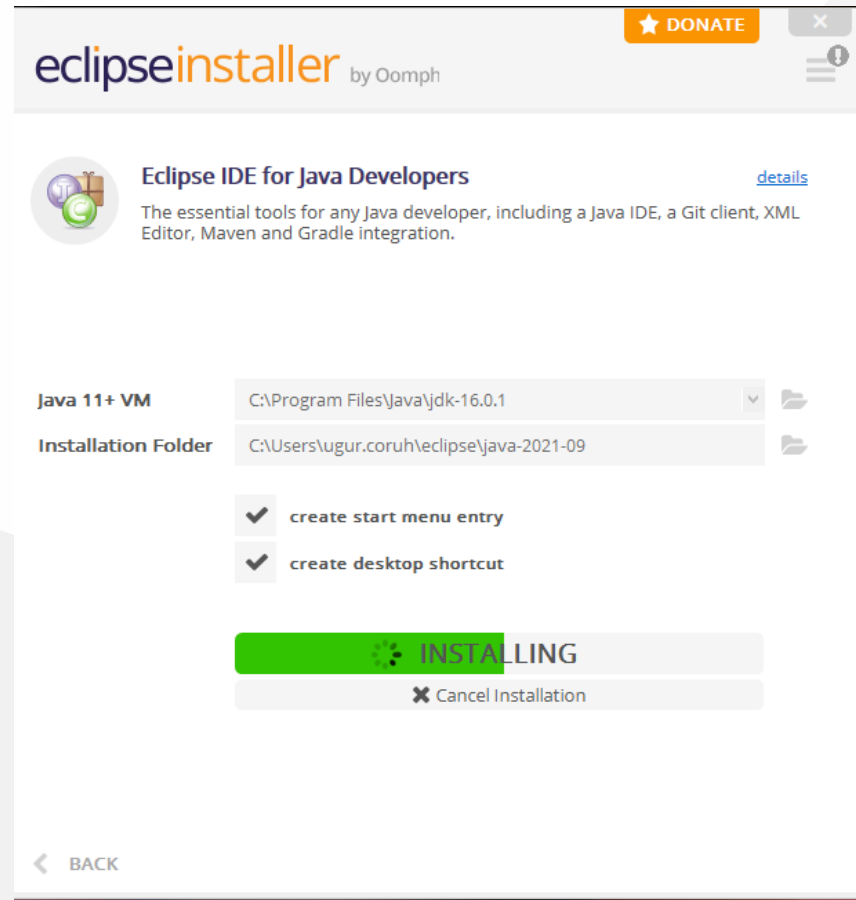 DONATE
eclipseinstaller by Oomph
Eclipse IDE for Java Developers
details
The essential tools for any Java developer, including a Java IDE, a Git client, XML
Editor, Maven and Gradle integration.
Java 11+ VM
C:\Program Files\Java\jdk-16.0.1
Installation Folder
C:\Users\ugur.coruh\eclipse\java-2021-09
create start menu entry
create desktop shortcut
INSTALLING
Cancel Installation
BACK